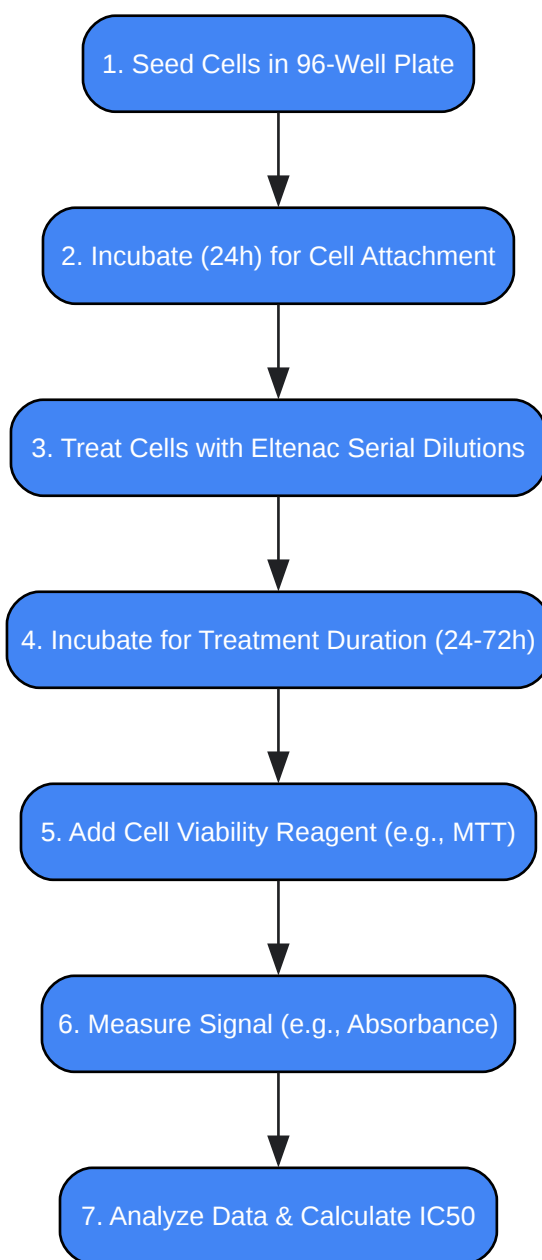 1. Seed Cells in 96-Well Plate
2. Incubate (24h) for Cell Attachment
3. Treat Cells with Eltenac Serial Dilutions
4. Incubate for Treatment Duration (24-72h)
5. Add Cell Viability Reagent (e.g., MTT)
6. Measure Signal (e.g., Absorbance)
7. Analyze Data & Calculate IC50